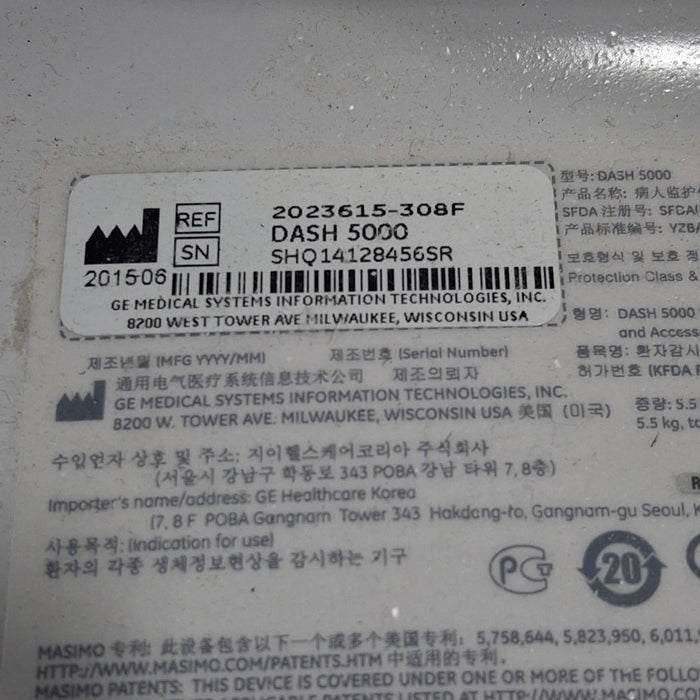 REF 2023615-308F
DASH 5000
SN SHQ14128456SR
2015-06
GE MEDICAL SYSTEMS INFORMATION TECHNOLOGIES, INC.
8200 WEST TOWER AVE MILWAUKEE, WISCONSIN USA
型号: DASH 5000
产品名称: 病人监护
SFDA 注册号: SFDA
产品标准编号: YZB/
보호형식 및 보호 정
Protection Class &
형명: DASH 5000
and Access
품목명: 환자감시
허가번호 (KFDA
중량: 5.5
5.5 kg,
제조년월 (MFG YYYY/MM) 제조번호 (Serial Number)
通用电气医疗系统信息技术公司 제조의뢰자
GE MEDICAL SYSTEMS INFORMATION TECHNOLOGIES, INC.
8200 W. TOWER AVE. MILWAUKEE, WISCONSIN USA 美国 (미국)
수입언자 상호 및 주소: 지이헬스케어코리아 주식회사
(서울시 강남구 학동로 343 POBA 강남 타워 7, 8층)
Importer's name/address: GE Healthcare Korea
(7, 8 F POBA Gangnam Tower 343 Hakdong-ro, Gangnam-gu Seoul,
사용목적: (Indication for use)
환자의 각종 생체정보현상을 감시하는 기구
20
MASIMO 专利: 此设备包含以下一个或多个美国专利: 5,758,644, 5,823,950, 6,011,
HTTP://WWW.MASIMO.COM/PATENTS.HTM 中适用的专利.
MASIMO PATENTS: THIS DEVICE IS COVERED UNDER ONE OR MORE OF THE FOLLO